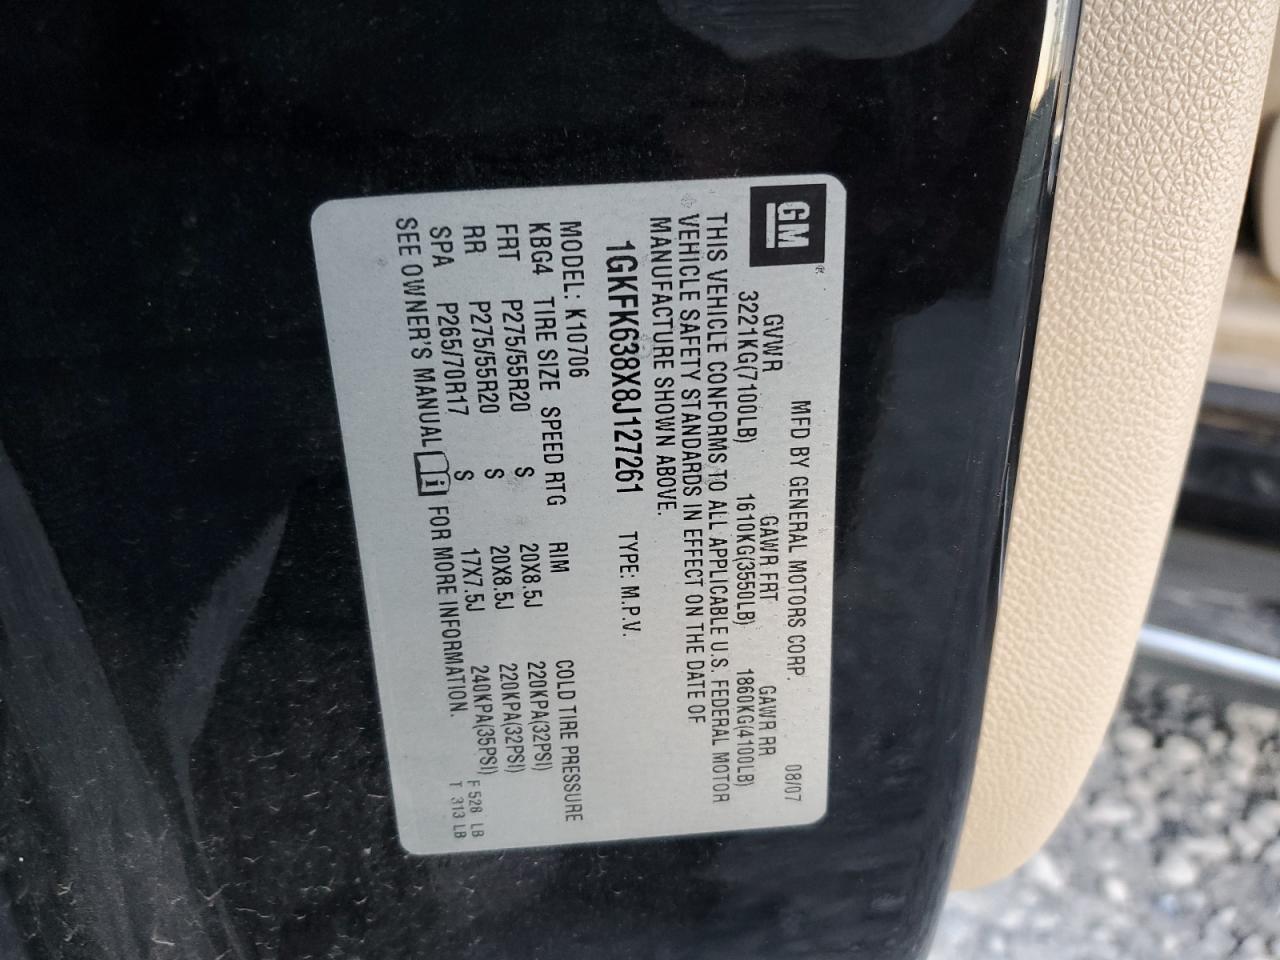 GM
MFD BY GENERAL MOTORS CORP. 08/07
GVWR GAWR FRT GAWR RR
3221KG(7100LB) 1610KG(3550LB) 1860KG(4100LB)
THIS VEHICLE CONFORMS TO ALL APPLICABLE U.S. FEDERAL MOTOR
VEHICLE SAFETY STANDARDS IN EFFECT ON THE DATE OF
MANUFACTURE SHOWN ABOVE.
1GKFK638X8J127261 TYPE: M.P.V.
MODEL: K10706
KBG4 TIRE SIZE SPEED RTG RIM COLD TIRE PRESSURE
FRT P275/55R20 S 20X8.5J 220KPA(32PSI)
RR P275/55R20 S 20X8.5J 220KPA(32PSI)
SPA P265/70R17 S 17X7.5J 240KPA(35PSI)
SEE OWNER'S MANUAL i FOR MORE INFORMATION.
F 528 LB
T 313 LB